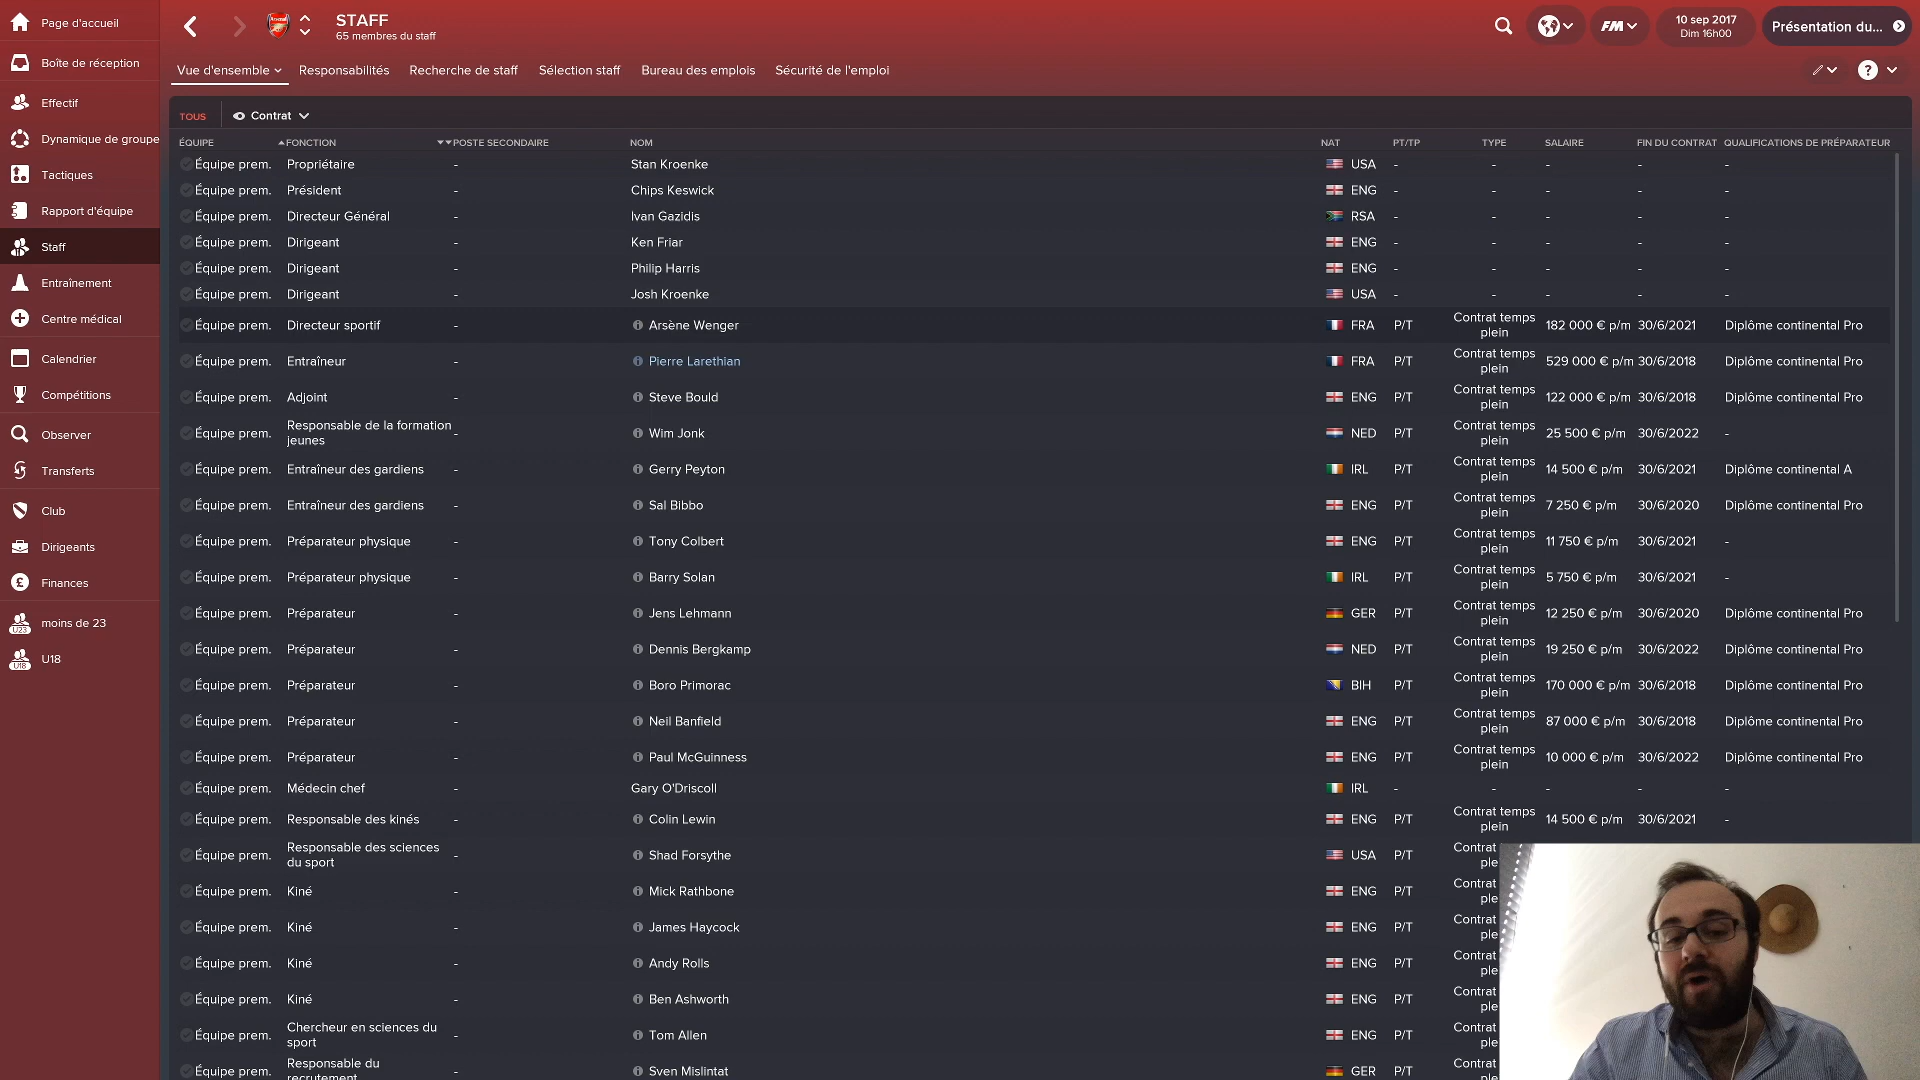 Page d'accueil
Boîte de réception
Effectif
Dynamique de groupe
Tactiques
Rapport d'équipe
Staff
Entraînement
Centre médical
Calendrier
Compétitions
Observer
Transferts
Club
Dirigeants
Finances
moins de 23
U18
STAFF
65 membres du staff
FM
10 sep 2017
Dim 16h00
Présentation du...
Vue d'ensemble Responsabilités Recherche de staff Sélection staff Bureau des emplois Sécurité de l'emploi
TOUS Contrat
ÉQUIPE FONCTION POSTE SECONDAIRE NOM NAT PT/TP TYPE SALAIRE FIN DU CONTRAT QUALIFICATIONS DE PRÉPARATEUR
Équipe prem. Propriétaire - Stan Kroenke USA - - - - -
Équipe prem. Président - Chips Keswick ENG - - - - -
Équipe prem. Directeur Général - Ivan Gazidis RSA - - - - -
Équipe prem. Dirigeant - Ken Friar ENG - - - - -
Équipe prem. Dirigeant - Philip Harris ENG - - - - -
Équipe prem. Dirigeant - Josh Kroenke USA - - - - -
Équipe prem. Directeur sportif - Arsène Wenger FRA P/T Contrat temps plein 182 000 € p/m 30/6/2021 Diplôme continental Pro
Équipe prem. Entraîneur - Pierre Larethian FRA P/T Contrat temps plein 529 000 € p/m 30/6/2018 Diplôme continental Pro
Équipe prem. Adjoint - Steve Bould ENG P/T Contrat temps plein 122 000 € p/m 30/6/2018 Diplôme continental Pro
Équipe prem. Responsable de la formation jeunes - Wim Jonk NED P/T Contrat temps plein 25 500 € p/m 30/6/2022 -
Équipe prem. Entraîneur des gardiens - Gerry Peyton IRL P/T Contrat temps plein 14 500 € p/m 30/6/2021 Diplôme continental A
Équipe prem. Entraîneur des gardiens - Sal Bibbo ENG P/T Contrat temps plein 7 250 € p/m 30/6/2020 Diplôme continental Pro
Équipe prem. Préparateur physique - Tony Colbert ENG P/T Contrat temps plein 11 750 € p/m 30/6/2021 -
Équipe prem. Préparateur physique - Barry Solan IRL P/T Contrat temps plein 5 750 € p/m 30/6/2021 -
Équipe prem. Préparateur - Jens Lehmann GER P/T Contrat temps plein 12 250 € p/m 30/6/2020 Diplôme continental Pro
Équipe prem. Préparateur - Dennis Bergkamp NED P/T Contrat temps plein 19 250 € p/m 30/6/2022 Diplôme continental Pro
Équipe prem. Préparateur - Boro Primorac BIH P/T Contrat temps plein 170 000 € p/m 30/6/2018 Diplôme continental Pro
Équipe prem. Préparateur - Neil Banfield ENG P/T Contrat temps plein 87 000 € p/m 30/6/2018 Diplôme continental Pro
Équipe prem. Préparateur - Paul McGuinness ENG P/T Contrat temps plein 10 000 € p/m 30/6/2022 Diplôme continental Pro
Équipe prem. Médecin chef - Gary O'Driscoll IRL - - - - -
Équipe prem. Responsable des kinés - Colin Lewin ENG P/T Contrat temps plein 14 500 € p/m 30/6/2021 -
Équipe prem. Responsable des sciences du sport - Shad Forsythe USA P/T Contrat ple
Équipe prem. Kiné - Mick Rathbone ENG P/T Contrat ple
Équipe prem. Kiné - James Haycock ENG P/T Contrat ple
Équipe prem. Kiné - Andy Rolls ENG P/T Contrat ple
Équipe prem. Kiné - Ben Ashworth ENG P/T Contrat ple
Équipe prem. Chercheur en sciences du sport - Tom Allen ENG P/T Contrat ple
Équipe prem. Responsable du recrutement - Sven Mislintat GER P/T Contrat